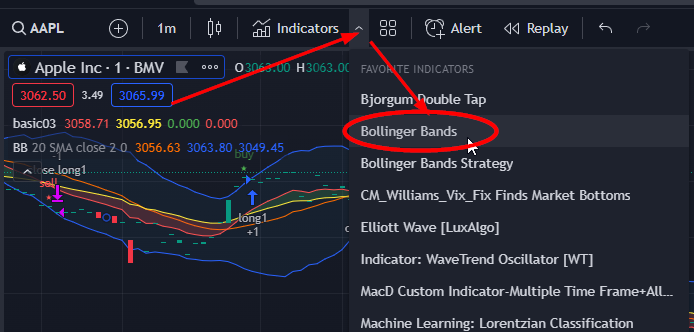 AAPL
1m
Indicators
Alert
Replay
Apple Inc · 1 · BMV
O3063.00 H3063.00
3062.50 3.49 3065.99
basic03 3058.71 3056.95 0.000 0.000
BB 20 SMA close 2 0 3056.63 3063.80 3049.45
-1
close.long1
sell
buy
long1
+1
FAVORITE INDICATORS
Bjorgum Double Tap
Bollinger Bands
Bollinger Bands Strategy
CM_Williams_Vix_Fix Finds Market Bottoms
Elliott Wave [LuxAlgo]
Indicator: WaveTrend Oscillator [WT]
MacD Custom Indicator-Multiple Time Frame+All...
Machine Learning: Lorentzian Classification